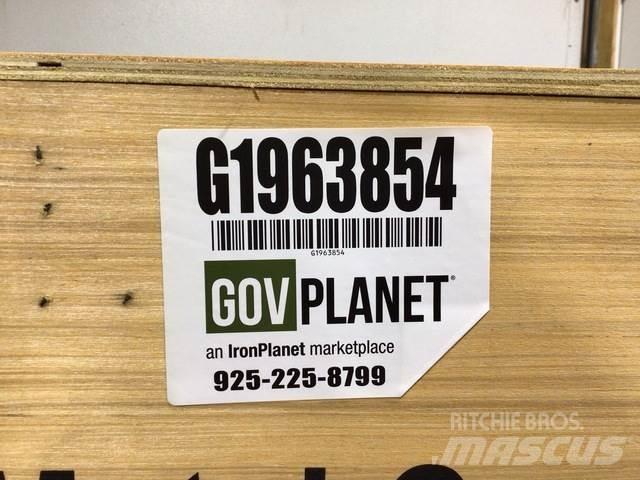 G1963854
G1963854
GOV PLANET®
an IronPlanet marketplace
925-225-8799
RITCHIE BROS.
MASCUS